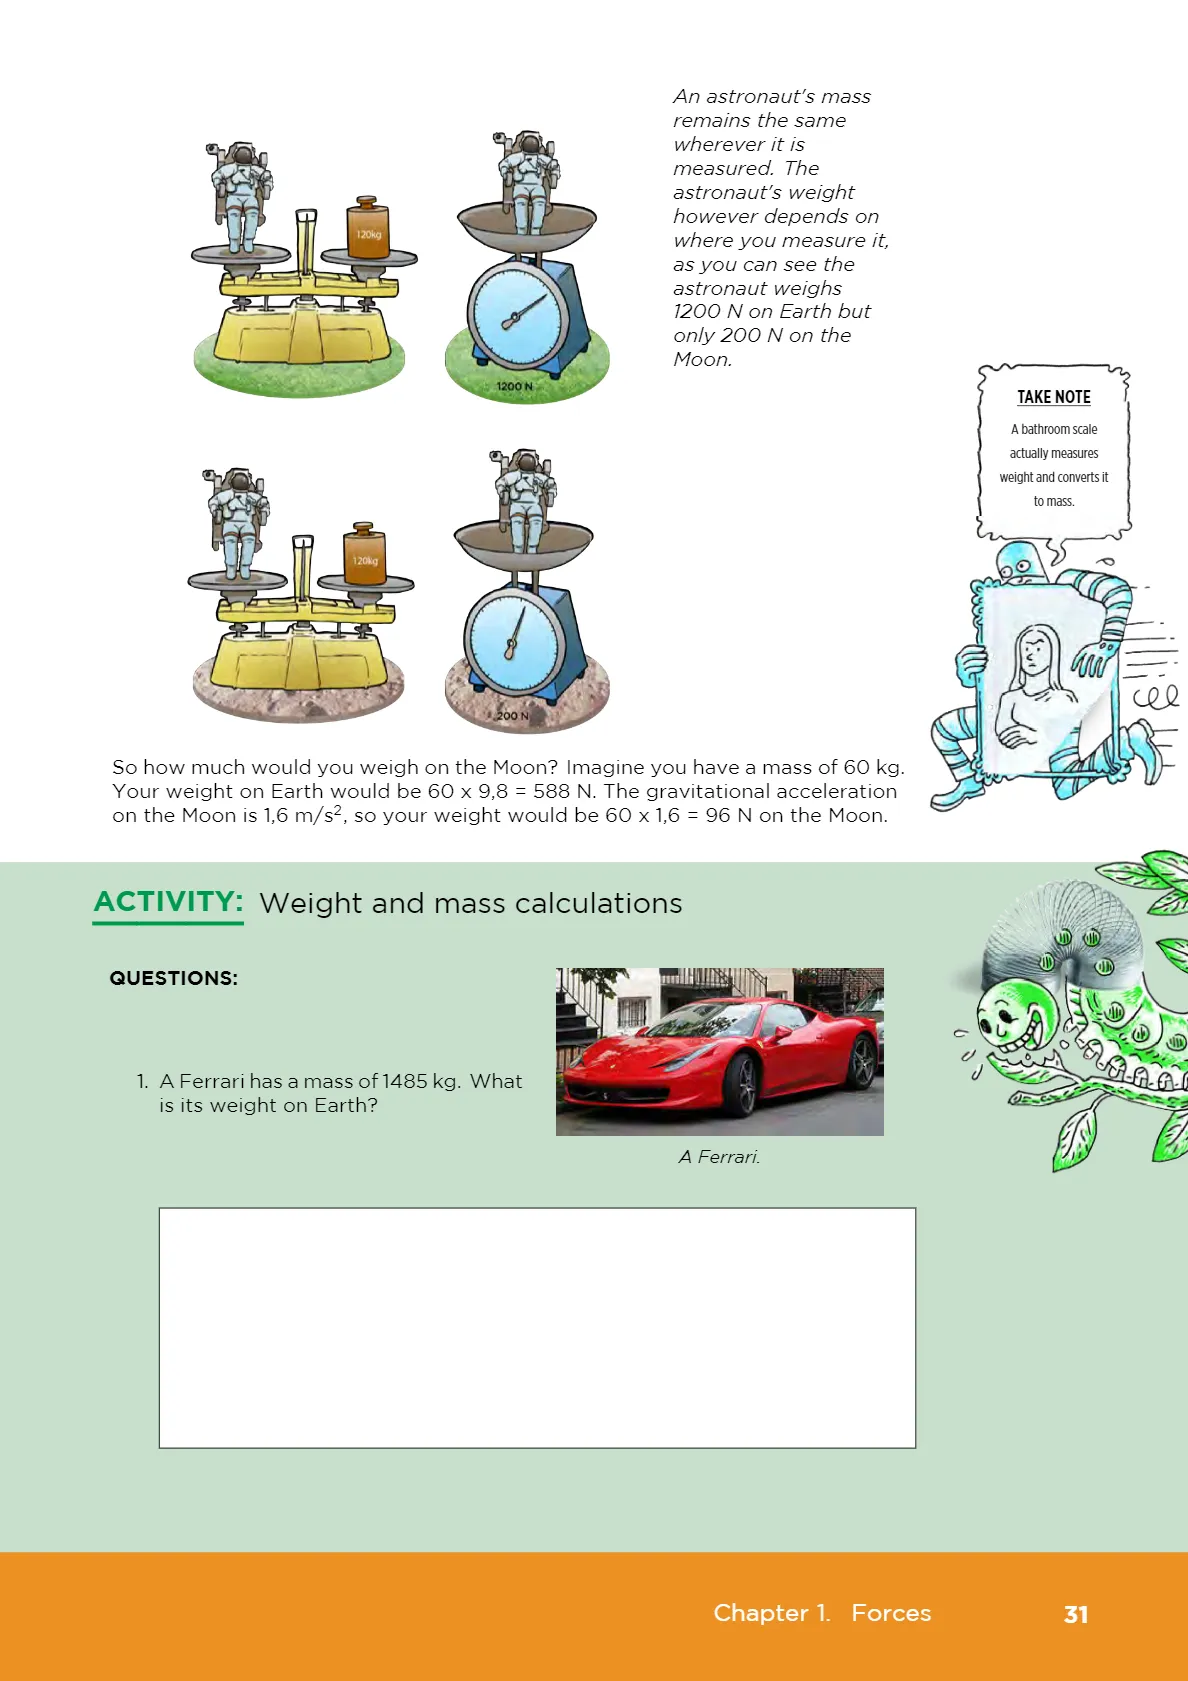 An astronaut's mass
remains the same
wherever it is
measured. The
astronaut's weight
however depends on
where you measure it,
as you can see the
astronaut weighs
1200 N on Earth but
only 200 N on the
Moon.
120kg
1200 N
TAKE NOTE
A bathroom scale
actually measures
weight and converts it
to mass.
120kg
200 N
So how much would you weigh on the Moon? Imagine you have a mass of 60 kg.
Your weight on Earth would be 60 x 9,8 = 588 N. The gravitational acceleration
on the Moon is 1,6 m/s², so your weight would be 60 x 1,6 = 96 N on the Moon.
ACTIVITY: Weight and mass calculations
QUESTIONS:
1. A Ferrari has a mass of 1485 kg. What
is its weight on Earth?
A Ferrari.
Chapter 1. Forces 31